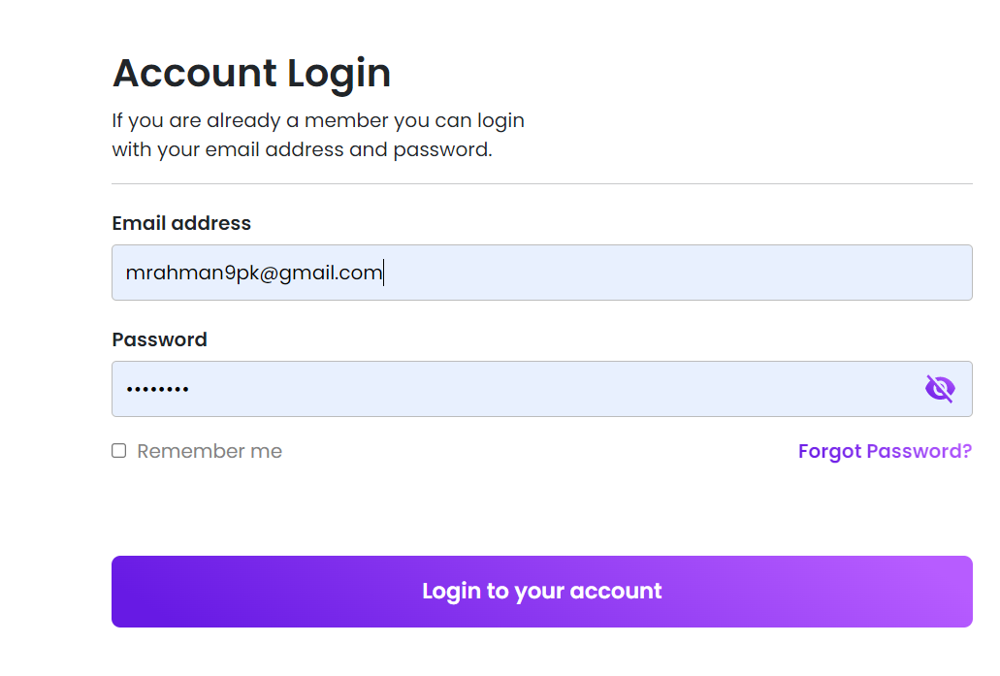 Account Login
If you are already a member you can login
with your email address and password.
Email address
mrahman9pk@gmail.com
Password
••••••••
Remember me
Forgot Password?
Login to your account